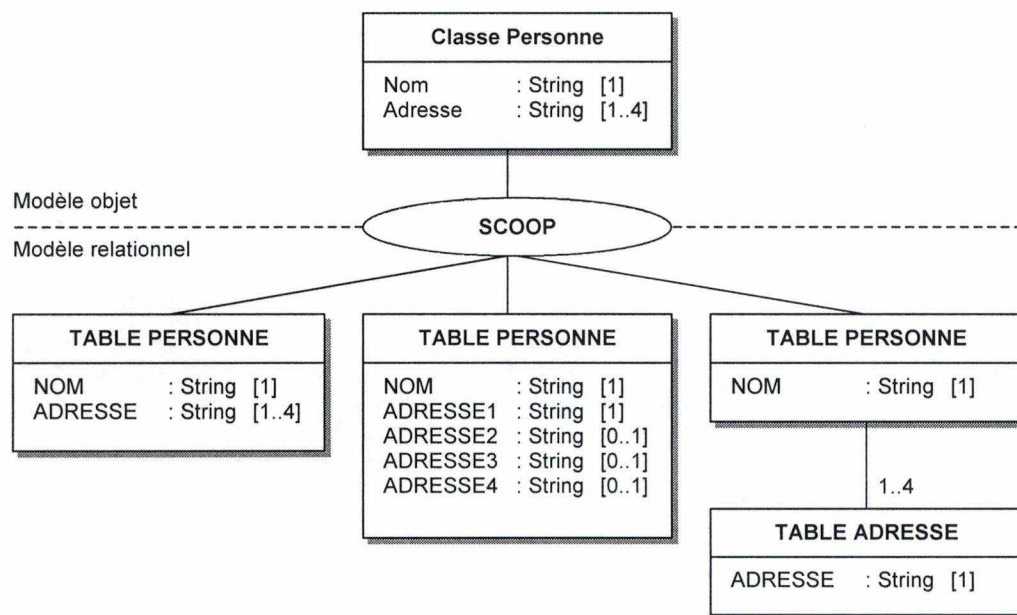 Classe Personne
Nom : String [1]
Adresse : String [1..4]
Modèle objet
SCOOP
Modèle relationnel
TABLE PERSONNE
NOM : String [1]
ADRESSE : String [1..4]
TABLE PERSONNE
NOM : String [1]
ADRESSE1 : String [1]
ADRESSE2 : String [0..1]
ADRESSE3 : String [0..1]
ADRESSE4 : String [0..1]
TABLE PERSONNE
NOM : String [1]
1..4
TABLE ADRESSE
ADRESSE : String [1]